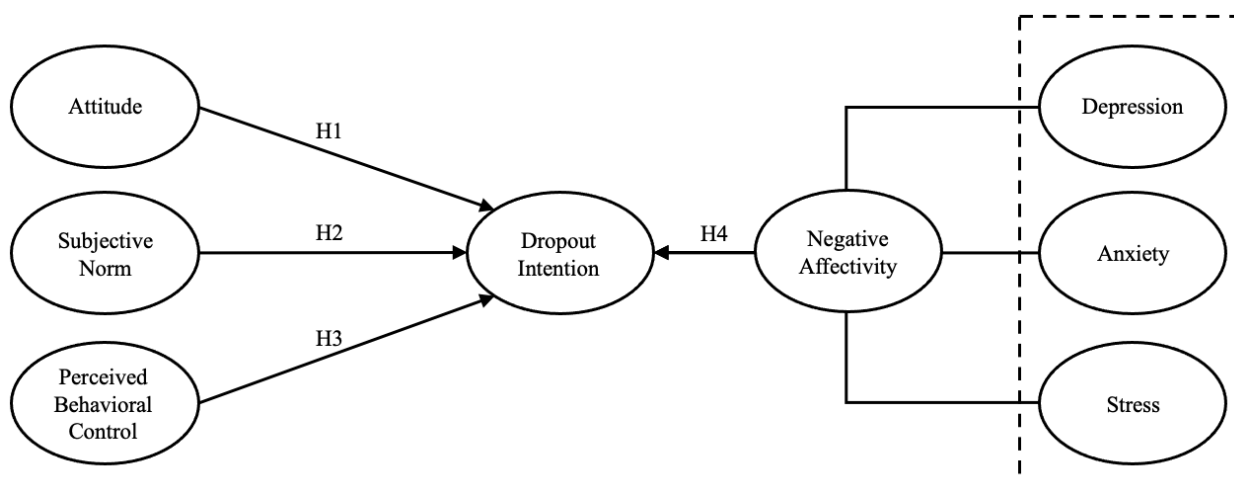 Attitude
H1
Subjective
Norm
H2
Perceived
Behavioral
Control
H3
Dropout
Intention
H4
Negative
Affectivity
Depression
Anxiety
Stress